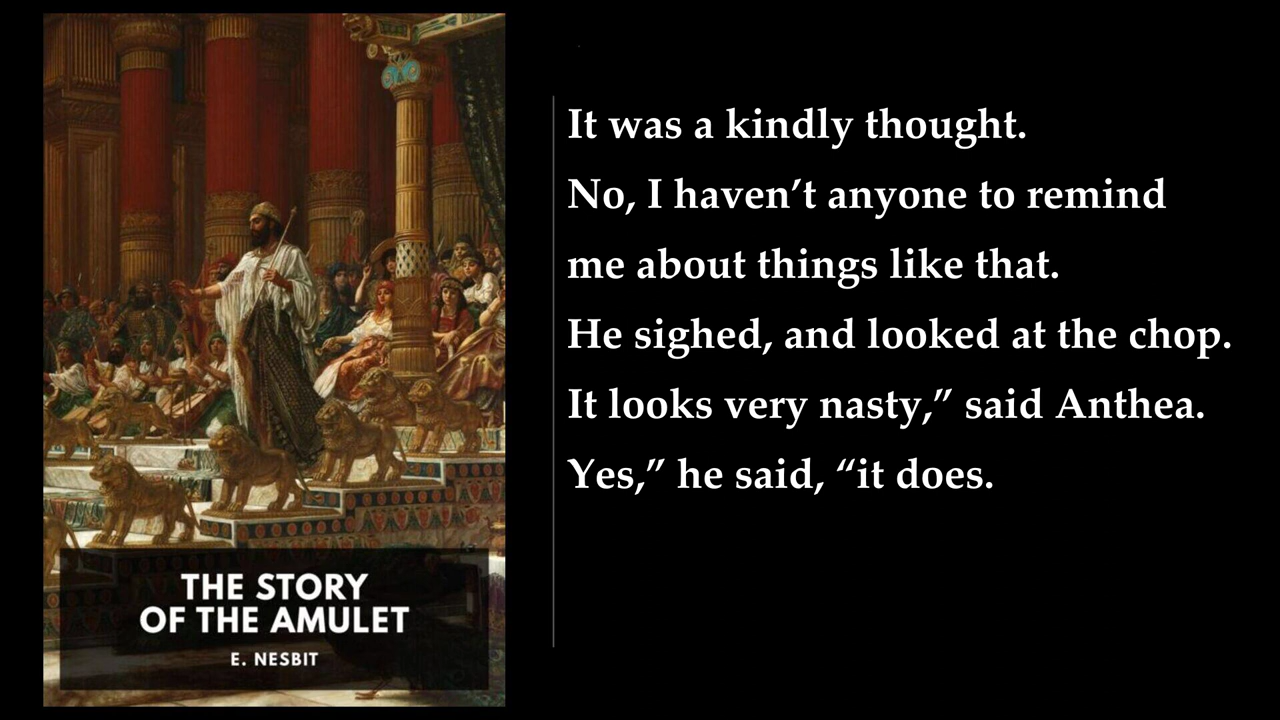 THE STORY
OF THE AMULET
E. NESBIT
It was a kindly thought.
No, I haven’t anyone to remind
me about things like that.
He sighed, and looked at the chop.
It looks very nasty,” said Anthea.
Yes,” he said, “it does.